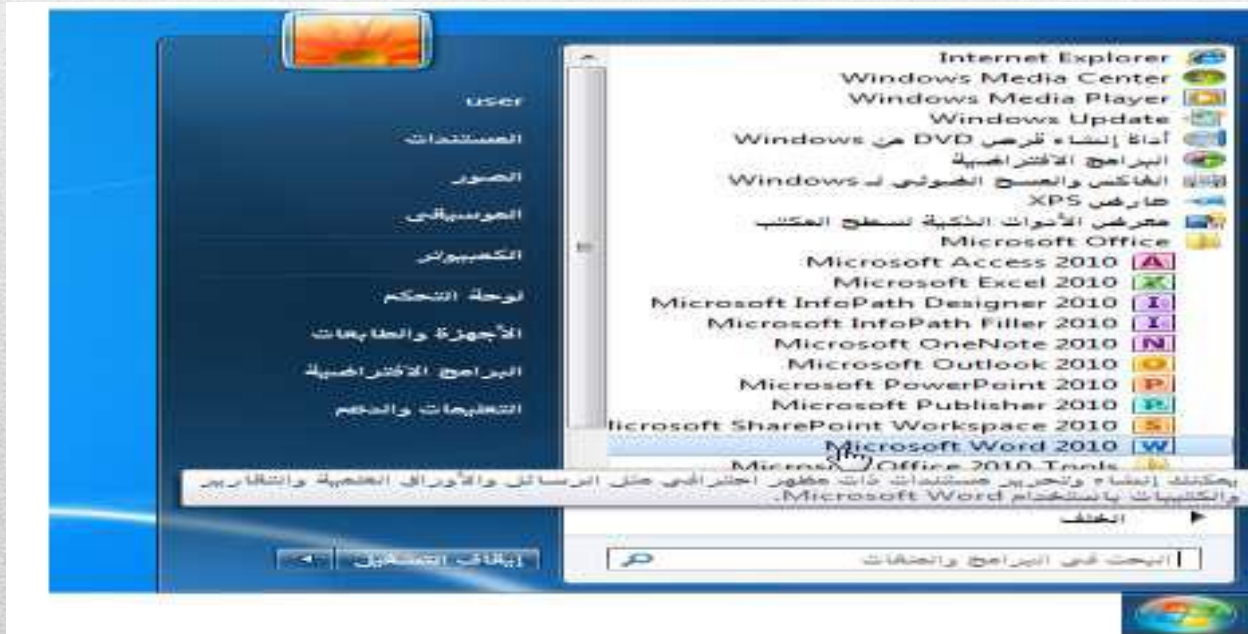 Internet Explorer
Windows Media Center
Windows Media Player
Windows Update
أداة إنشاء قرص DVD من Windows
البرامج الافتراضية
الفاكس والمسح الضوئي لـ Windows
عارض XPS
معرض الأدوات الذكية لسطح المكتب
Microsoft Office
Microsoft Access 2010
Microsoft Excel 2010
Microsoft InfoPath Designer 2010
Microsoft InfoPath Filler 2010
Microsoft OneNote 2010
Microsoft Outlook 2010
Microsoft PowerPoint 2010
Microsoft Publisher 2010
licrosoft SharePoint Workspace 2010
Microsoft Word 2010
Micros Office 2010 Tools
يمكنك إنشاء وتحرير مستندات ذات مظهر احترافي مثل الرسائل والأوراق العلمية والتقارير
والكتيبات باستخدام Microsoft Word.
الخلف
البحث في البرامج والملفات
user
المستندات
الصور
الموسيقى
الكمبيوتر
لوحة التحكم
الأجهزة والطابعات
البرامج الافتراضية
التعليمات والدعم
إيقاف التشغيل